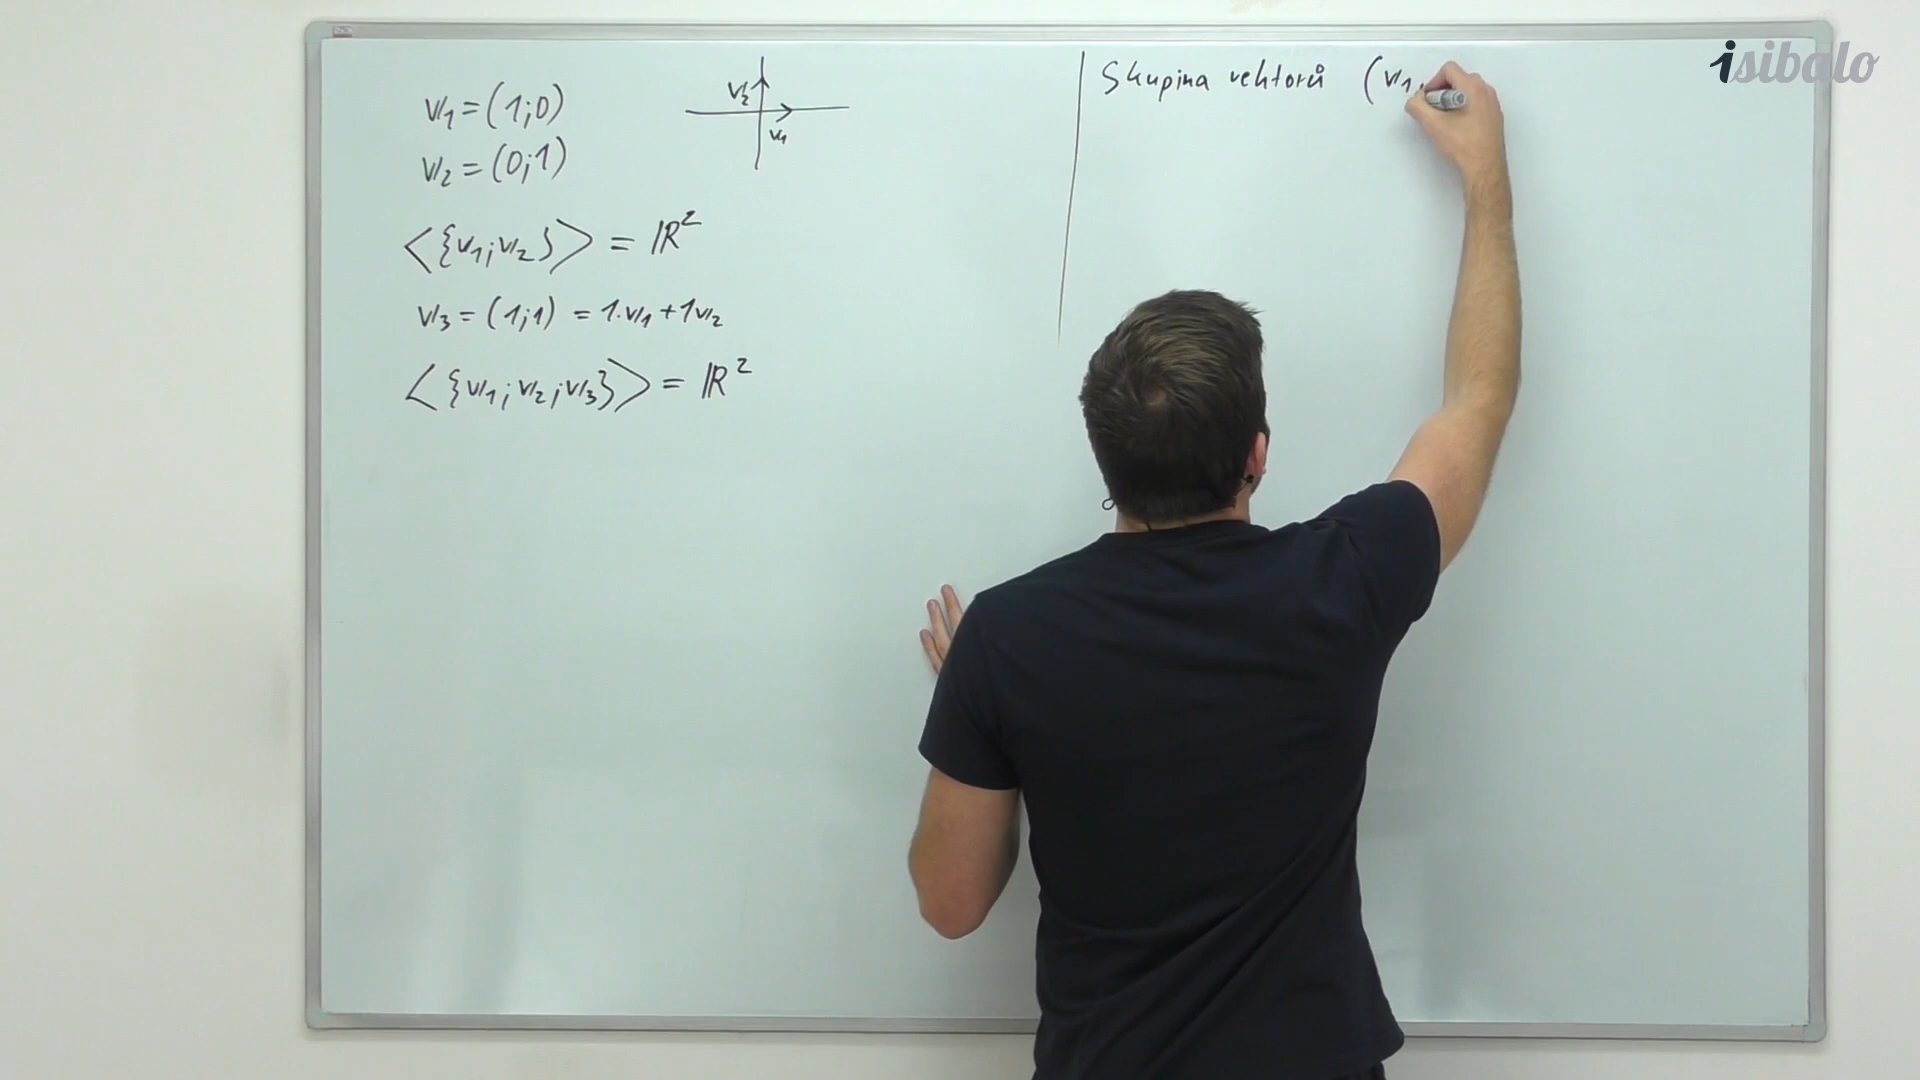 v₁ = (1;0)
v₂ = (0;1)
v₂
v₁
⟨{v₁;v₂}⟩ = ℝ²
v₃ = (1;1) = 1·v₁ + 1v₂
⟨{v₁;v₂;v₃}⟩ = ℝ²
Skupina vektorů (v₁,
isibalo